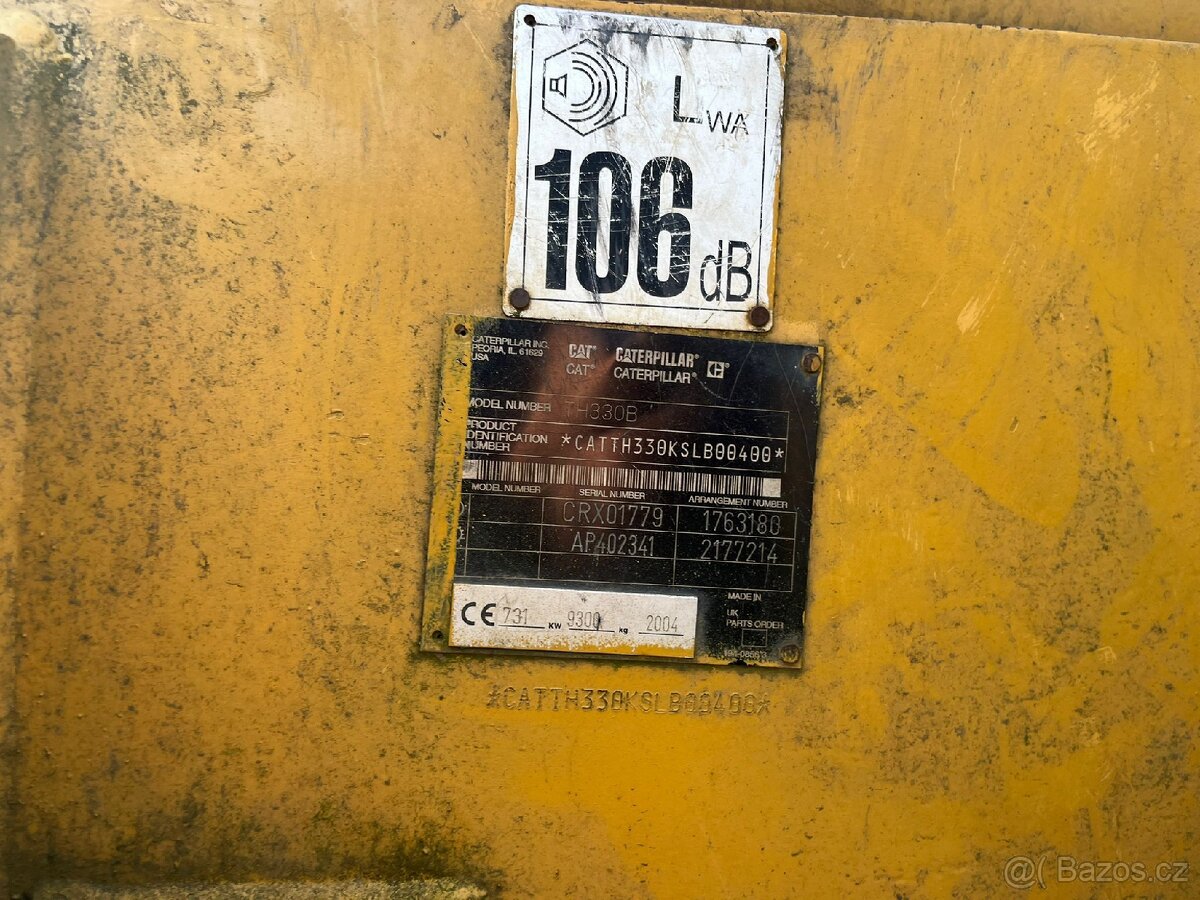 LWA
106 dB
CATERPILLAR INC.
PEORIA, IL. 61629
USA
CAT® CATERPILLAR®
CAT® CATERPILLAR®
MODEL NUMBER TH330B
PRODUCT
IDENTIFICATION
NUMBER
*CATTH330KSLB00400*
MODEL NUMBER SERIAL NUMBER ARRANGEMENT NUMBER
CRX01779 1763180
AP402341 2177214
MADE IN
UK
PARTS ORDER
CE 731 KW 9300 kg 2004
*CATTH330KSLB00400*
@( Bazos.cz